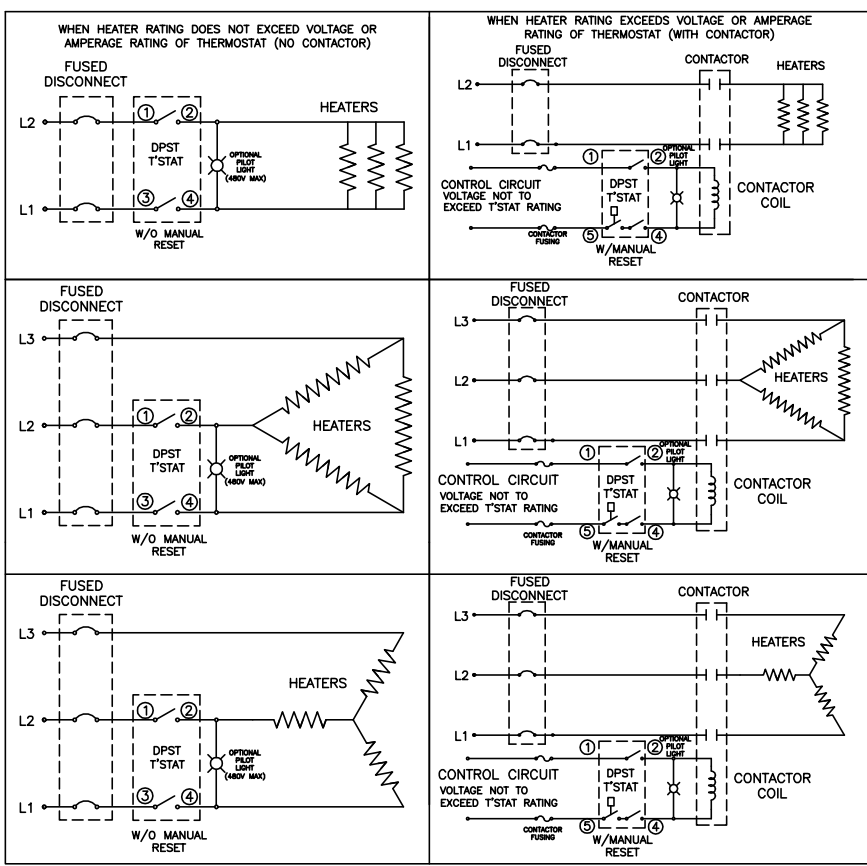 WHEN HEATER RATING DOES NOT EXCEED VOLTAGE OR
AMPERAGE RATING OF THERMOSTAT (NO CONTACTOR)
FUSED
DISCONNECT
L2
1
2
DPST
T'STAT
HEATERS
OPTIONAL
PILOT
LIGHT
(480V MAX)
L1
3
4
W/O MANUAL
RESET
WHEN HEATER RATING EXCEEDS VOLTAGE OR AMPERAGE
RATING OF THERMOSTAT (WITH CONTACTOR)
FUSED
DISCONNECT
CONTACTOR
HEATERS
L2
L1
1
2
OPTIONAL
PILOT
LIGHT
CONTROL CIRCUIT
VOLTAGE NOT TO
EXCEED T'STAT RATING
DPST
T'STAT
CONTACTOR
COIL
CONTACTOR
FUSING
5
4
W/MANUAL
RESET
FUSED
DISCONNECT
L3
L2
1
2
HEATERS
DPST
T'STAT
OPTIONAL
PILOT
LIGHT
(480V MAX)
L1
3
4
W/O MANUAL
RESET
FUSED
DISCONNECT
CONTACTOR
L3
L2
HEATERS
L1
1
2
OPTIONAL
PILOT
LIGHT
CONTROL CIRCUIT
VOLTAGE NOT TO
EXCEED T'STAT RATING
DPST
T'STAT
CONTACTOR
COIL
CONTACTOR
FUSING
5
4
W/MANUAL
RESET
FUSED
DISCONNECT
L3
HEATERS
L2
1
2
DPST
T'STAT
OPTIONAL
PILOT
LIGHT
(480V MAX)
L1
3
4
W/O MANUAL
RESET
FUSED
DISCONNECT
CONTACTOR
L3
HEATERS
L2
L1
1
2
OPTIONAL
PILOT
LIGHT
CONTROL CIRCUIT
VOLTAGE NOT TO
EXCEED T'STAT RATING
DPST
T'STAT
CONTACTOR
COIL
CONTACTOR
FUSING
5
4
W/MANUAL
RESET